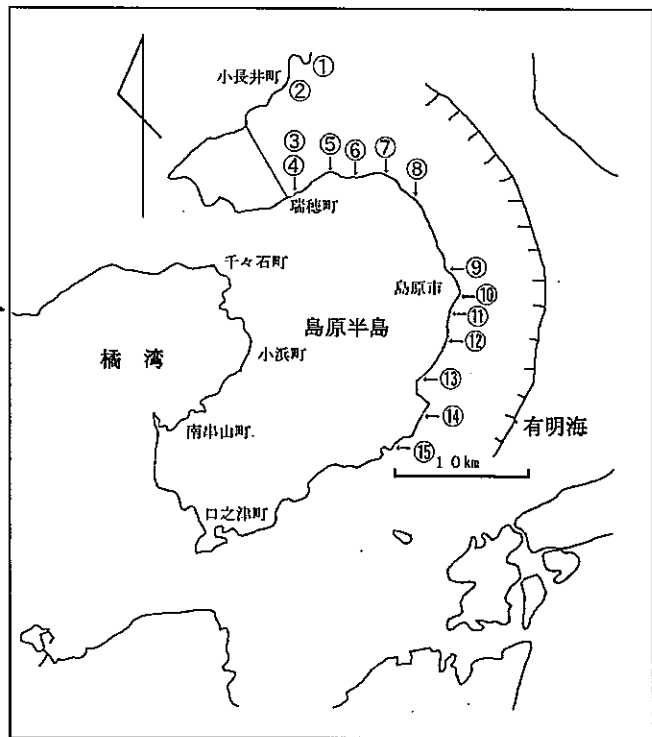 小長井町
①
②
③
④
⑤
⑥
⑦
⑧
瑞穂町
千々石町
島原市
⑨
⑩
⑪
⑫
島原半島
橘 湾
小浜町
⑬
⑭
有明海
南串山町
⑮
10km
口之津町